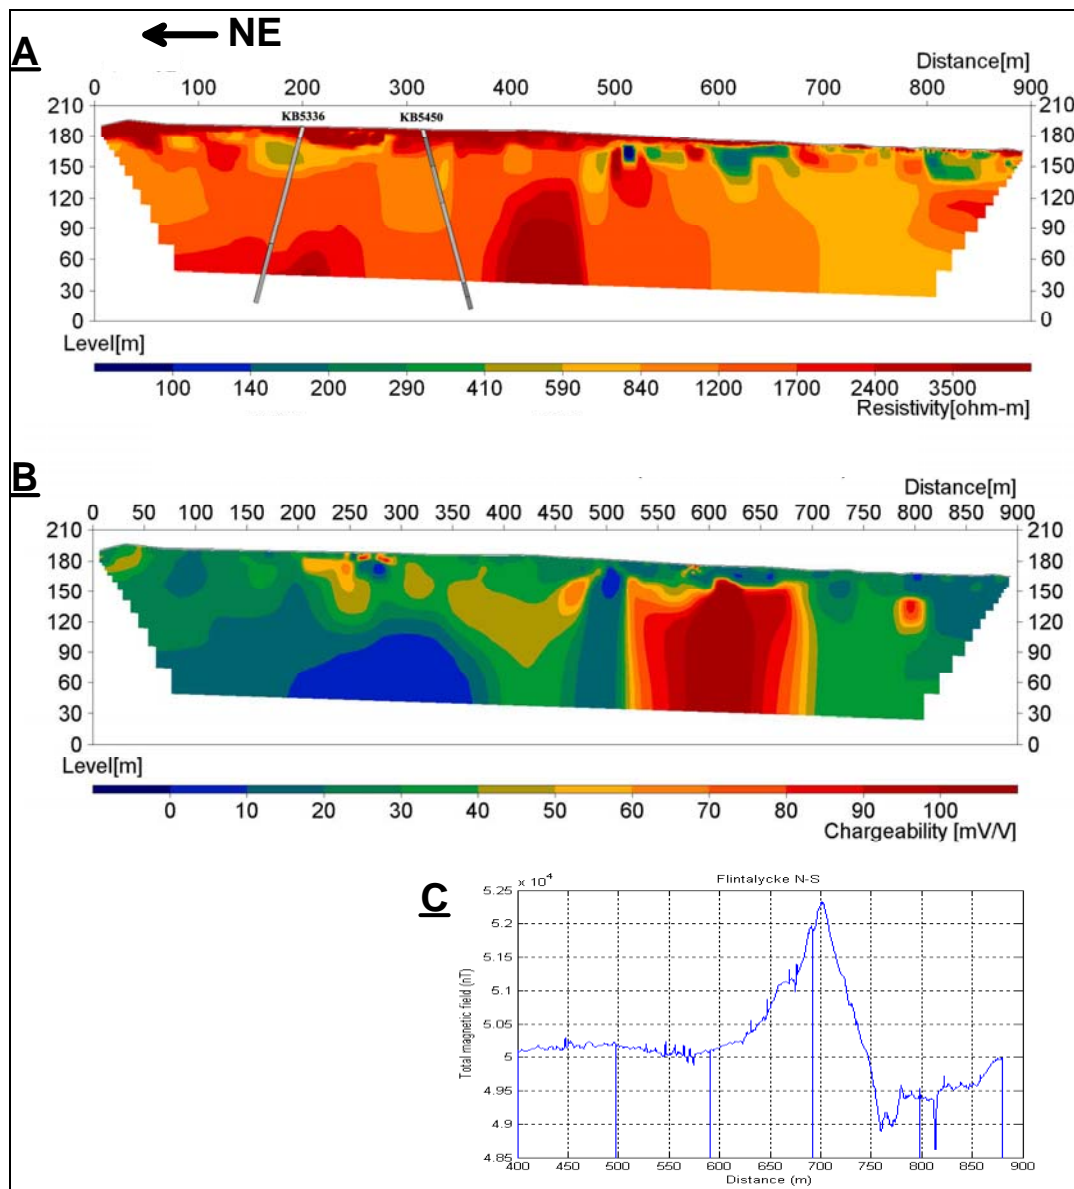 NE
A
Distance[m]
0 100 200 300 400 500 600 700 800 900
210 210
180 180
150 150
120 120
90 90
60 60
30 30
0 0
KB5336 KB5450
Level[m]
100 140 200 290 410 590 840 1200 1700 2400 3500
Resistivity[ohm-m]
B
Distance[m]
0 50 100 150 200 250 300 350 400 450 500 550 600 650 700 750 800 850 900
210 210
180 180
150 150
120 120
90 90
60 60
30 30
0 0
Level[m]
0 10 20 30 40 50 60 70 80 90 100
Chargeability [mV/V]
C
x 10⁴
Flintalycke N-S
5.25
5.2
5.15
5.1
5.05
5
4.95
4.9
4.85
Total magnetic field (nT)
400 450 500 550 600 650 700 750 800 850 900
Distance (m)